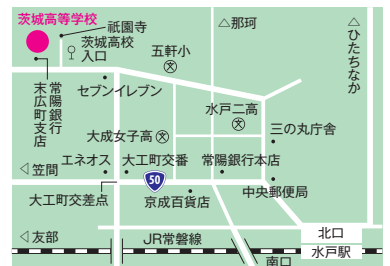 茨城高等学校
祇園寺
茨城高校
入口
△那珂
△ひたちなか
五軒小
文
常陽銀行
末広町支店
セブンイレブン
水戸二高
文
大成女子高
文
三の丸庁舎
エネオス
大工町交番
常陽銀行本店
◁笠間
50
中央郵便局
大工町交差点
京成百貨店
◁友部
JR常磐線
北口
水戸駅
南口